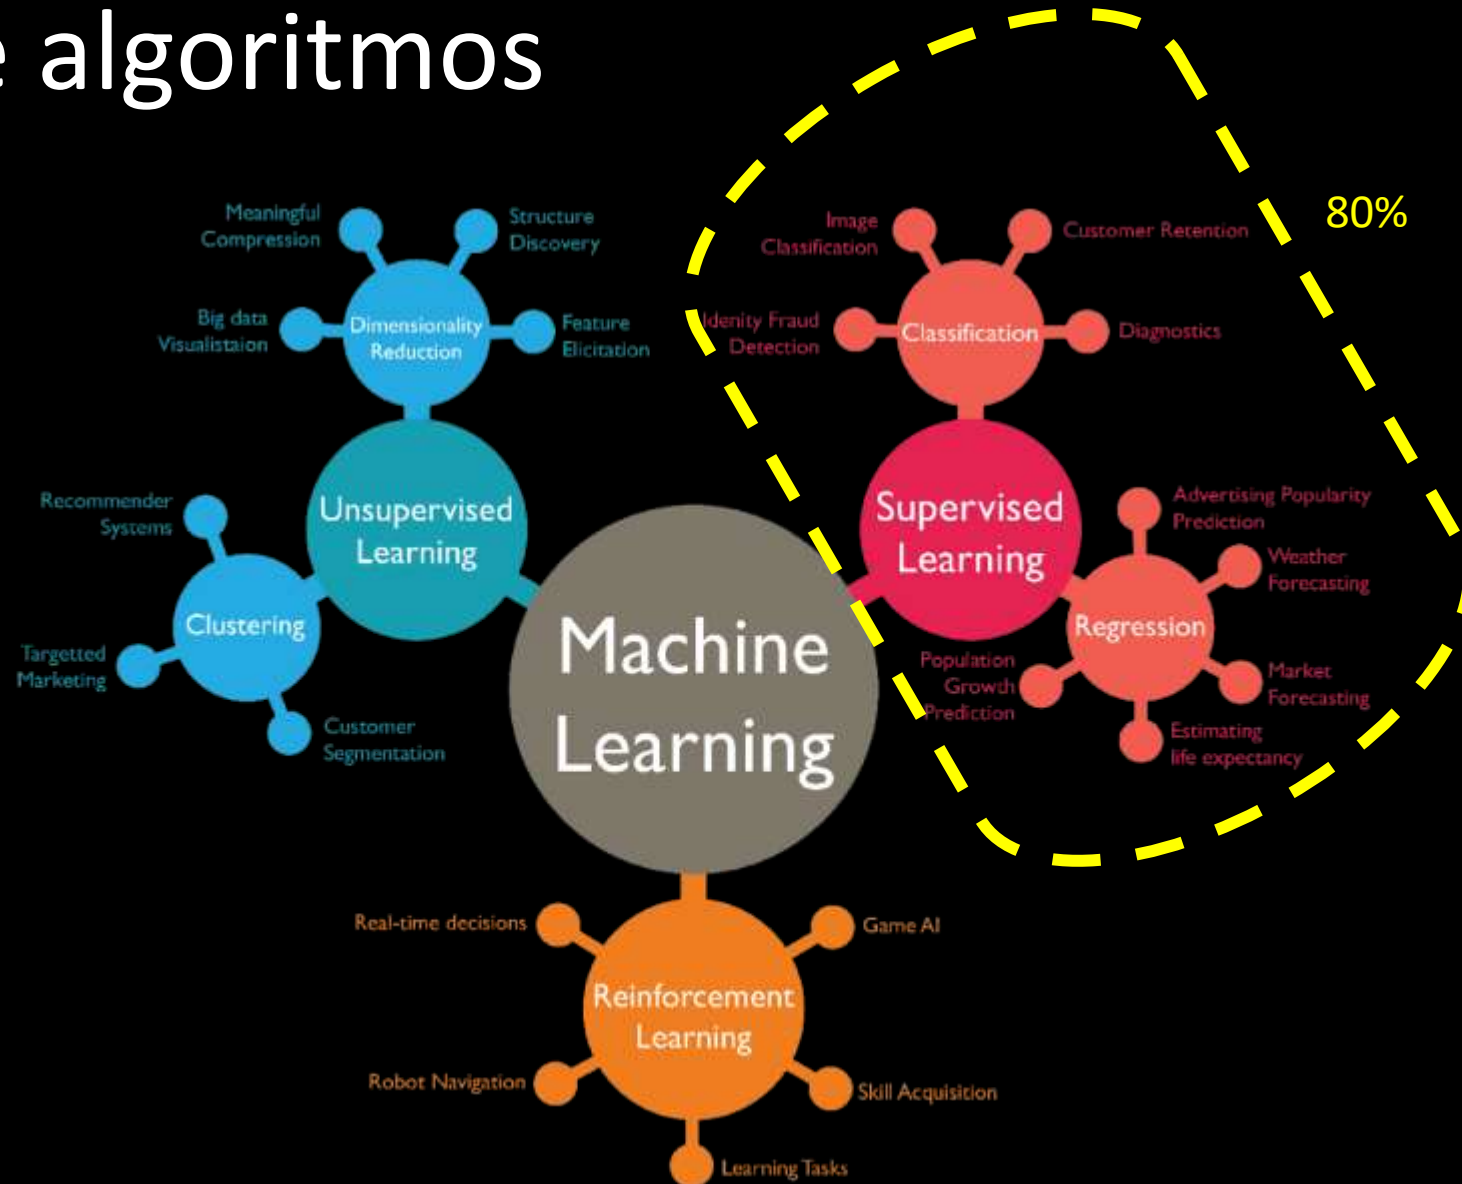 e algoritmos
80%
Meaningful
Compression
Structure
Discovery
Big data
Visualistaion
Dimensionality
Reduction
Feature
Elicitation
Image
Classification
Customer Retention
Idenity Fraud
Detection
Classification
Diagnostics
Recommender
Systems
Unsupervised
Learning
Clustering
Targetted
Marketing
Customer
Segmentation
Machine
Learning
Supervised
Learning
Advertising Popularity
Prediction
Weather
Forecasting
Regression
Population
Growth
Prediction
Market
Forecasting
Estimating
life expectancy
Real-time decisions
Game AI
Reinforcement
Learning
Robot Navigation
Skill Acquisition
Learning Tasks